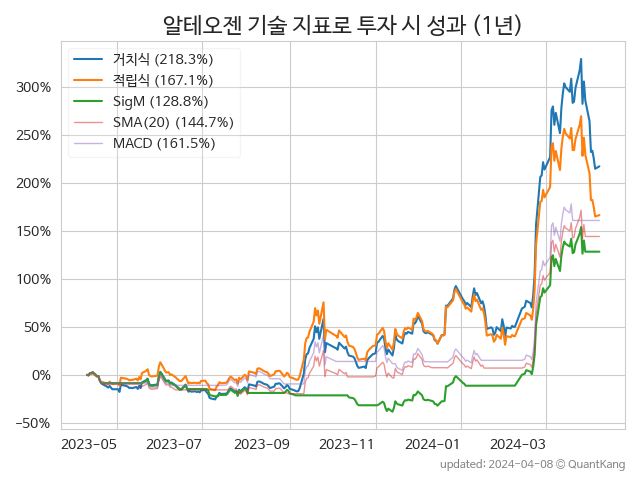 알테오젠 기술 지표로 투자 시 성과 (1년)
거치식 (218.3%)
적립식 (167.1%)
SigM (128.8%)
SMA(20) (144.7%)
MACD (161.5%)
300%
250%
200%
150%
100%
50%
0%
−50%
2023-05 2023-07 2023-09 2023-11 2024-01 2024-03
updated: 2024-04-08 @ QuantKang